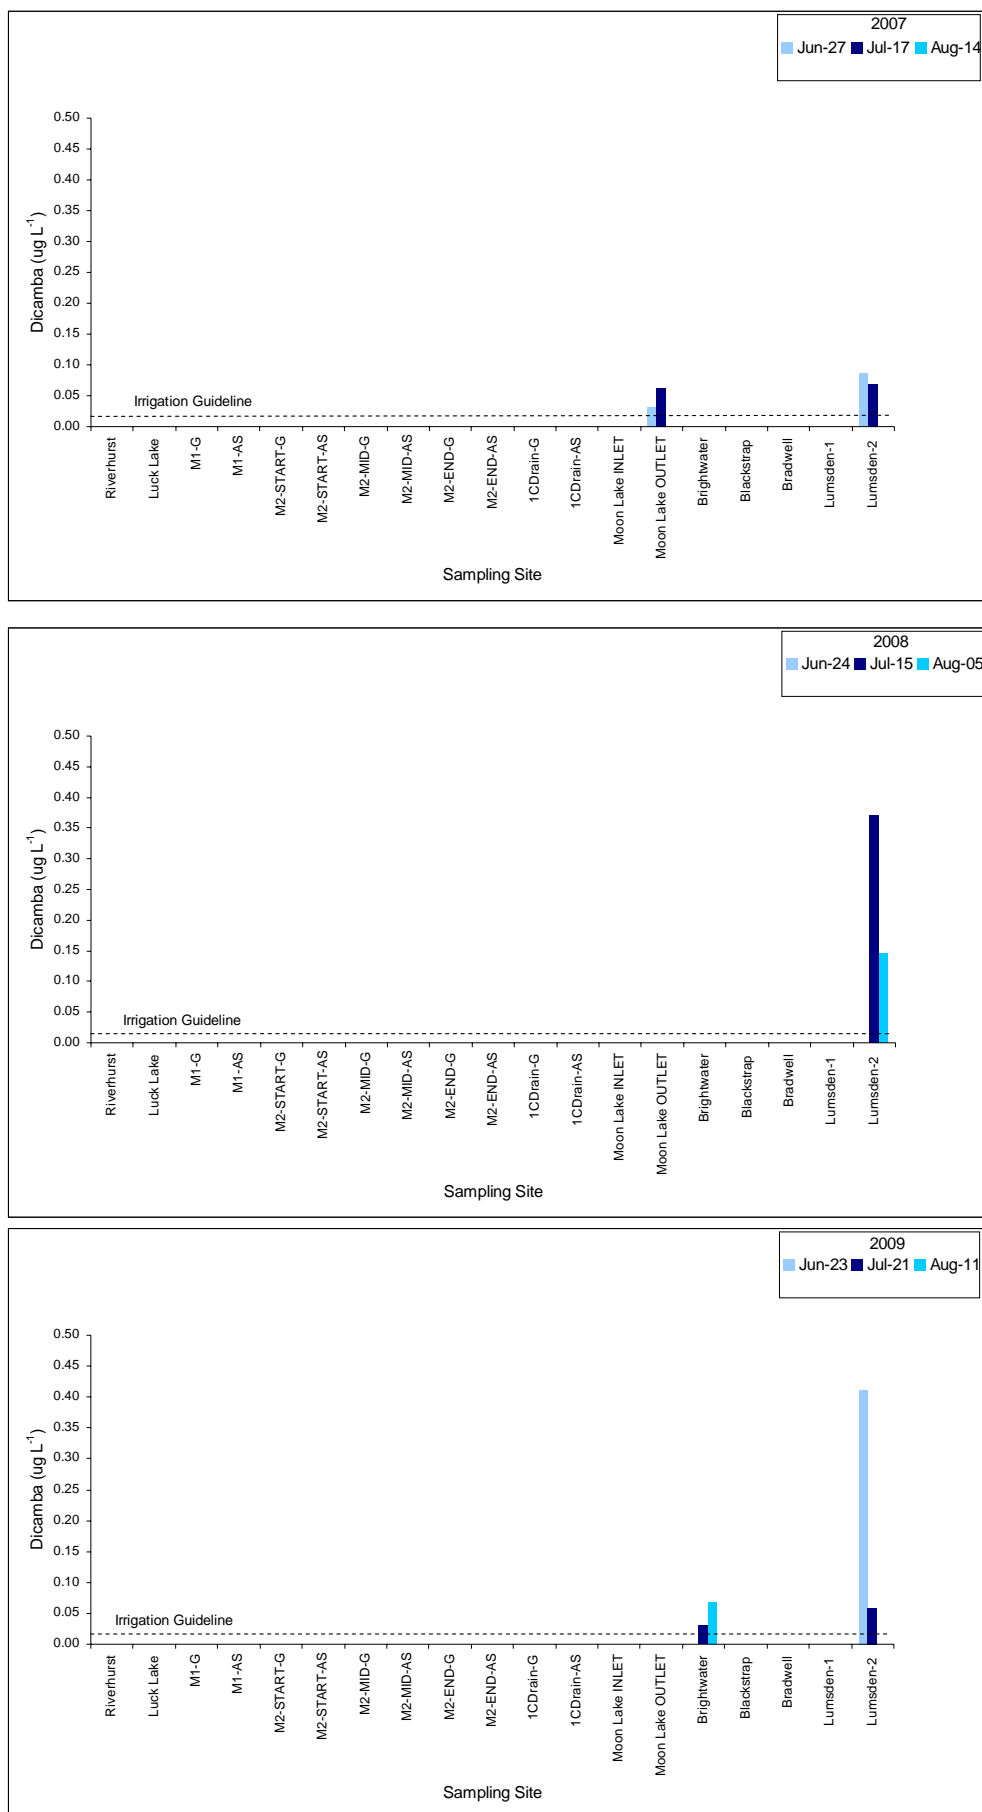 2007
Jun-27 Jul-17 Aug-14
0.50
0.45
0.40
0.35
0.30
0.25
0.20
0.15
0.10
0.05
0.00
Dicamba (ug L-1)
Irrigation Guideline
Riverhurst
Luck Lake
M1-G
M1-AS
M2-START-G
M2-START-AS
M2-MID-G
M2-MID-AS
M2-END-G
M2-END-AS
1CDrain-G
1CDrain-AS
Moon Lake INLET
Moon Lake OUTLET
Brightwater
Blackstrap
Bradwell
Lumsden-1
Lumsden-2
Sampling Site
2008
Jun-24 Jul-15 Aug-05
0.50
0.45
0.40
0.35
0.30
0.25
0.20
0.15
0.10
0.05
0.00
Dicamba (ug L-1)
Irrigation Guideline
Riverhurst
Luck Lake
M1-G
M1-AS
M2-START-G
M2-START-AS
M2-MID-G
M2-MID-AS
M2-END-G
M2-END-AS
1CDrain-G
1CDrain-AS
Moon Lake INLET
Moon Lake OUTLET
Brightwater
Blackstrap
Bradwell
Lumsden-1
Lumsden-2
Sampling Site
2009
Jun-23 Jul-21 Aug-11
0.50
0.45
0.40
0.35
0.30
0.25
0.20
0.15
0.10
0.05
0.00
Dicamba (ug L-1)
Irrigation Guideline
Riverhurst
Luck Lake
M1-G
M1-AS
M2-START-G
M2-START-AS
M2-MID-G
M2-MID-AS
M2-END-G
M2-END-AS
1CDrain-G
1CDrain-AS
Moon Lake INLET
Moon Lake OUTLET
Brightwater
Blackstrap
Bradwell
Lumsden-1
Lumsden-2
Sampling Site